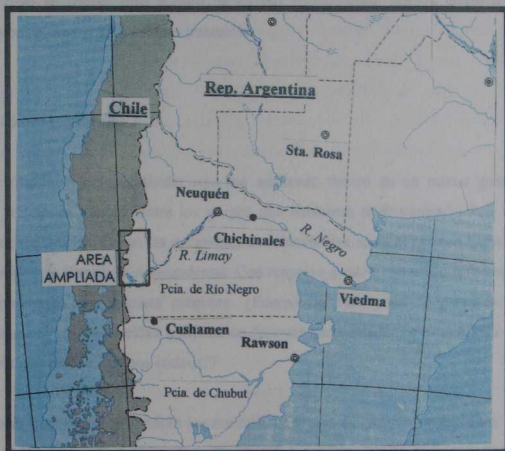 Rep. Argentina
Chile
Sta. Rosa
Neuquén
Chichinales
R. Negro
R. Limay
AREA
AMPLIADA
Pcia. de Río Negro
Viedma
Cushamen
Rawson
Pcia. de Chubut